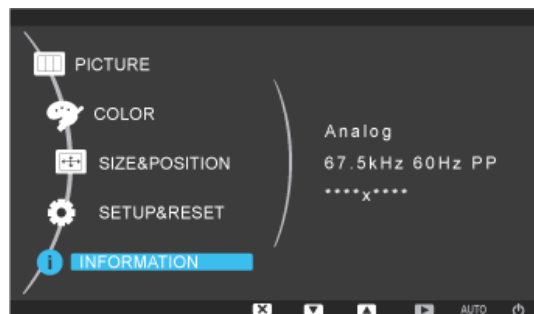 PICTURE
COLOR
SIZE&POSITION
SETUP&RESET
INFORMATION
Analog
67.5kHz 60Hz PP
****x****
AUTO